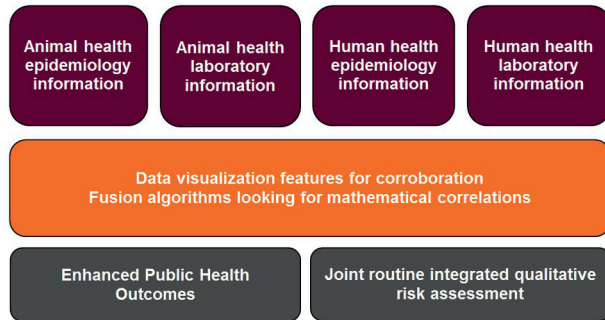 Animal health
epidemiology
information
Animal health
laboratory
information
Human health
epidemiology
information
Human health
laboratory
information
Data visualization features for corroboration
Fusion algorithms looking for mathematical correlations
Enhanced Public Health
Outcomes
Joint routine integrated qualitative
risk assessment